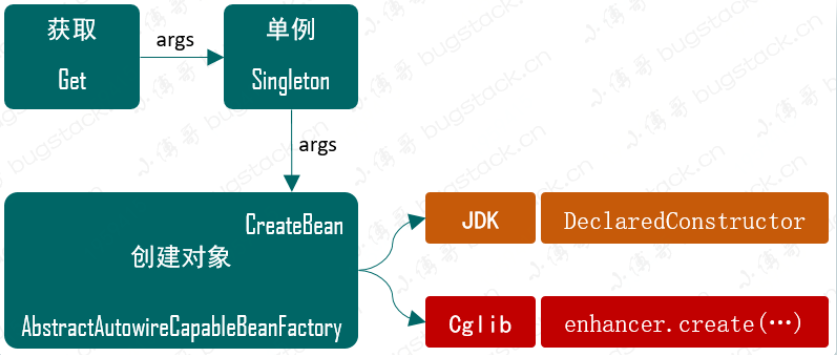 获取
Get
args
单例
Singleton
args
CreateBean
创建对象
AbstractAutowireCapableBeanFactory
JDK
DeclaredConstructor
Cglib
enhancer.create(…)
小傅哥 bugstack.cn